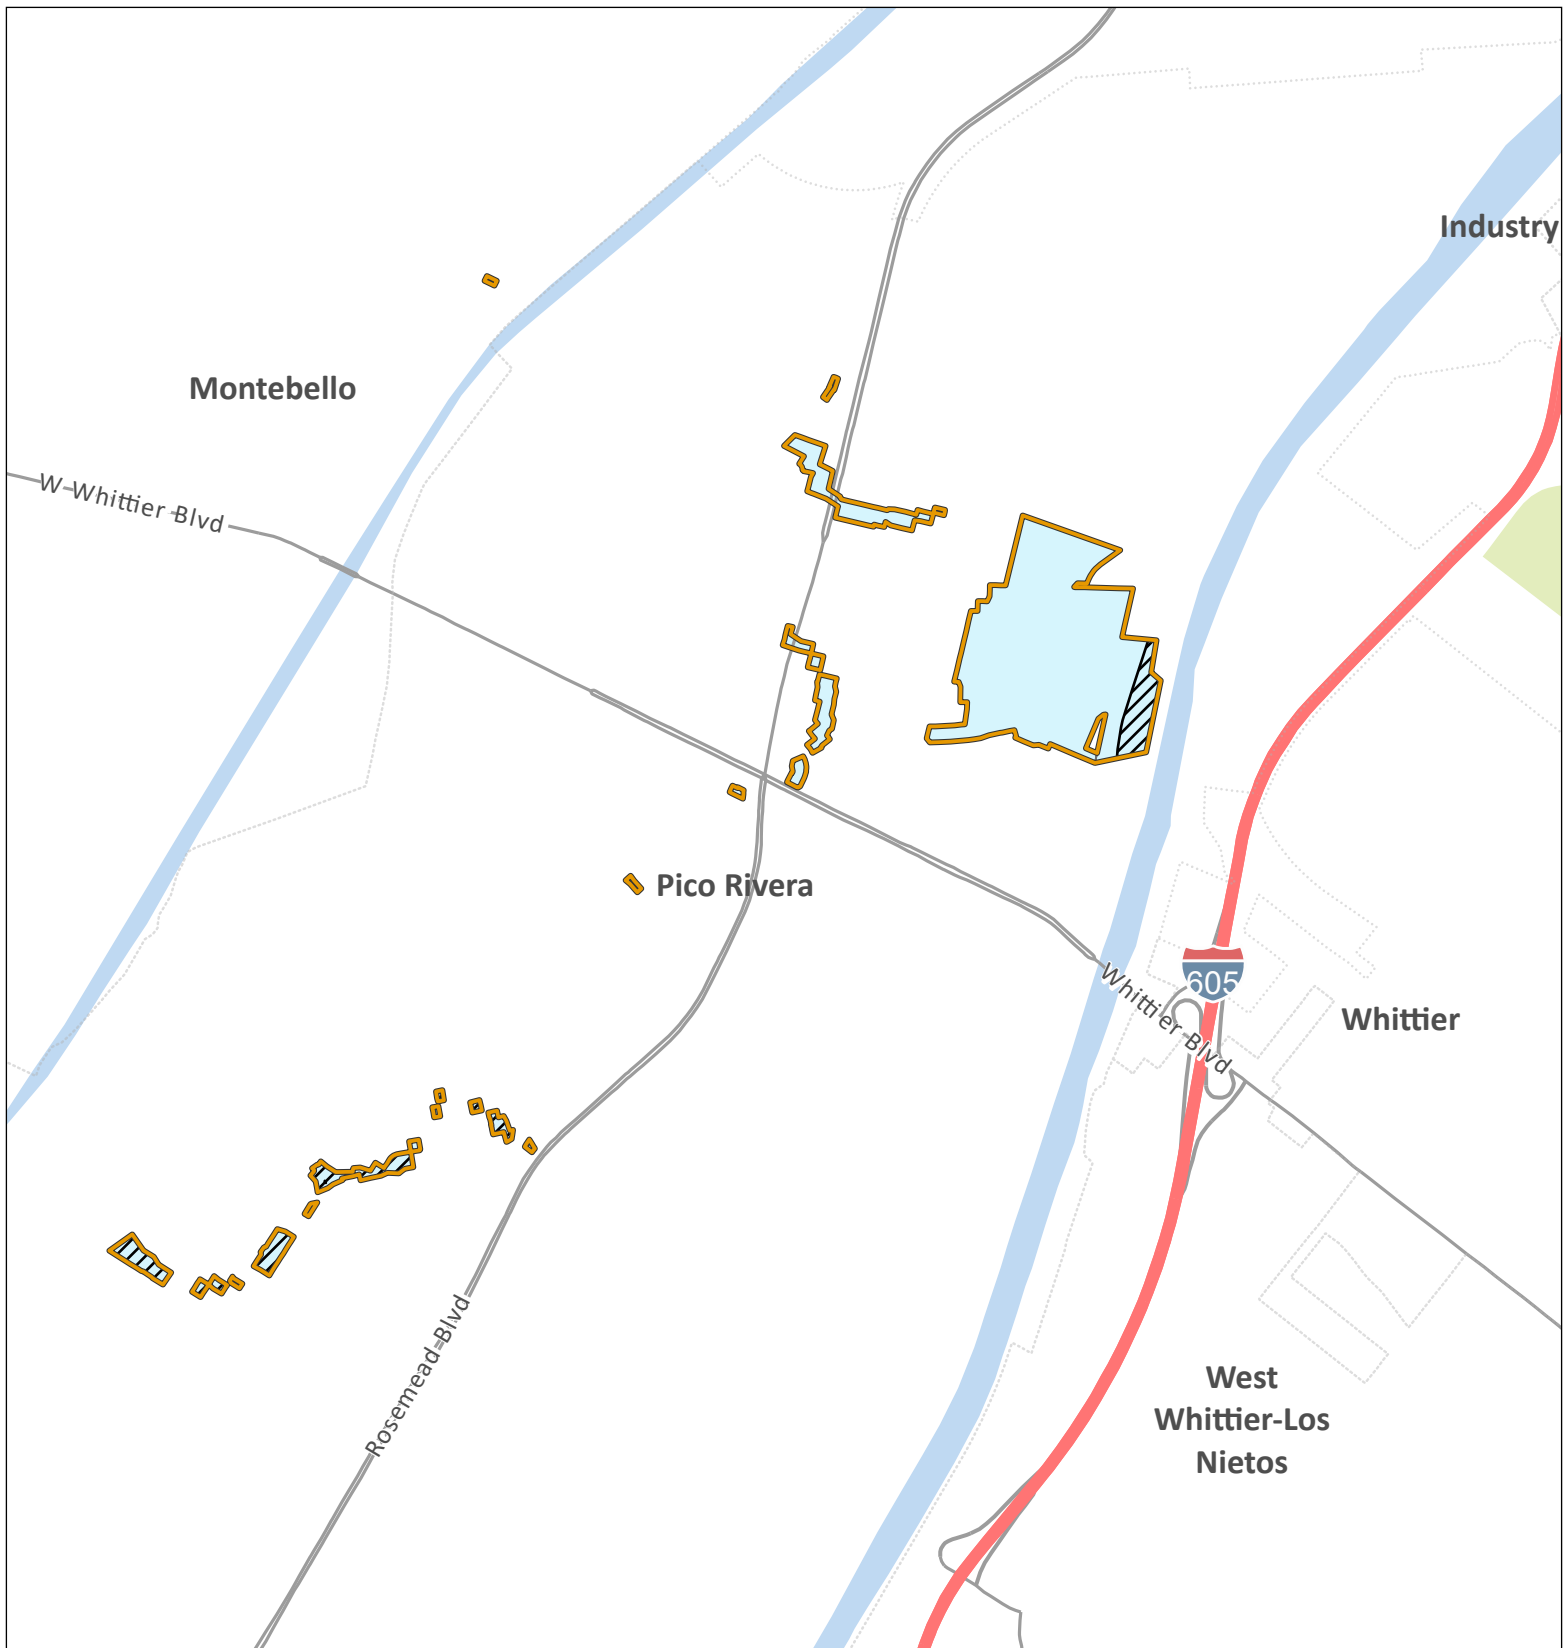 Industry
Montebello
W Whittier Blvd
Pico Rivera
605
Whittier Blvd
Whittier
Rosemead Blvd
West
Whittier-Los
Nietos